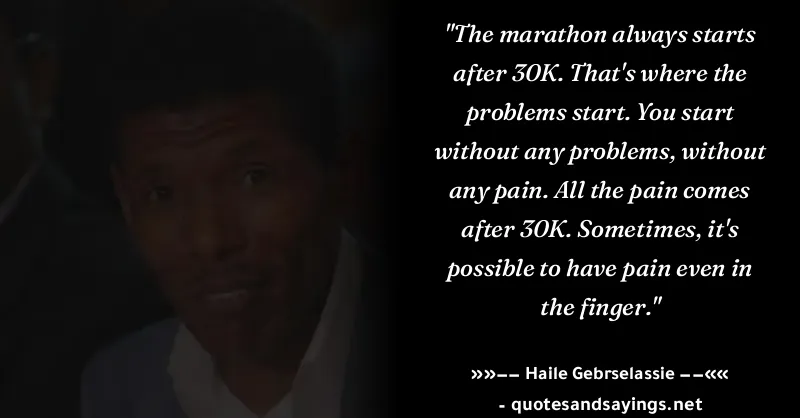 "The marathon always starts
after 30K. That's where the
problems start. You start
without any problems, without
any pain. All the pain comes
after 30K. Sometimes, it's
possible to have pain even in
the finger."
»»–– Haile Gebrselassie ––««
- quotesandsayings.net